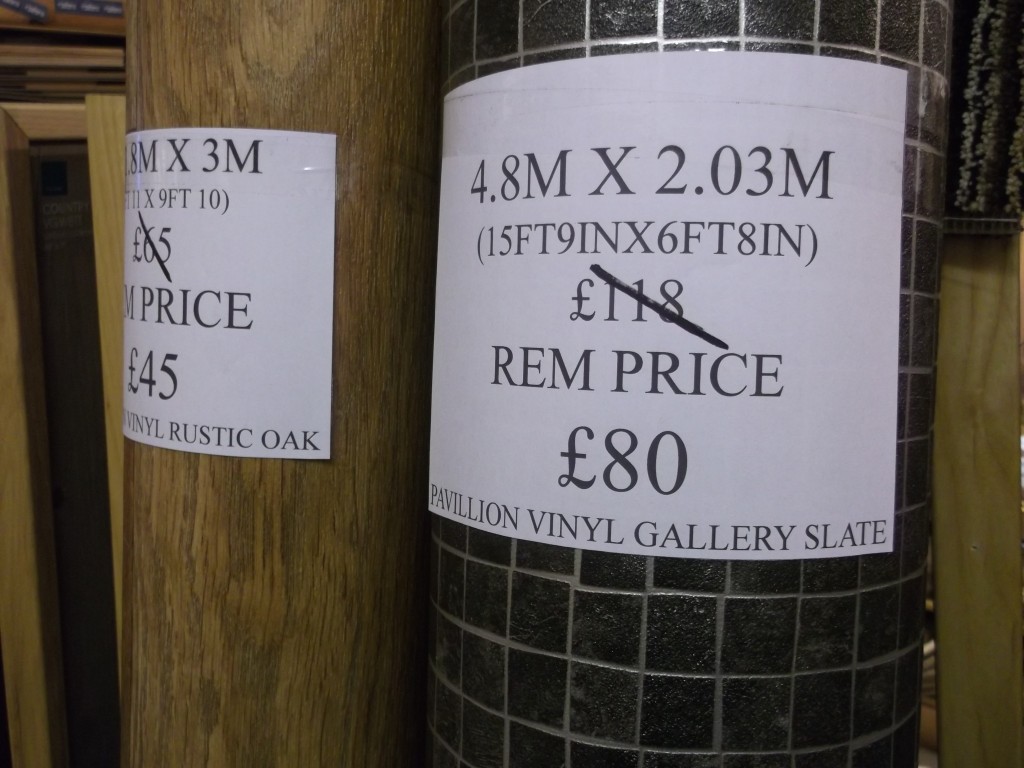 .8M X 3M
11 X 9FT 10)
£65
M PRICE
£45
VINYL RUSTIC OAK
4.8M X 2.03M
(15FT9INX6FT8IN)
£118
REM PRICE
£80
PAVILLION VINYL GALLERY SLATE